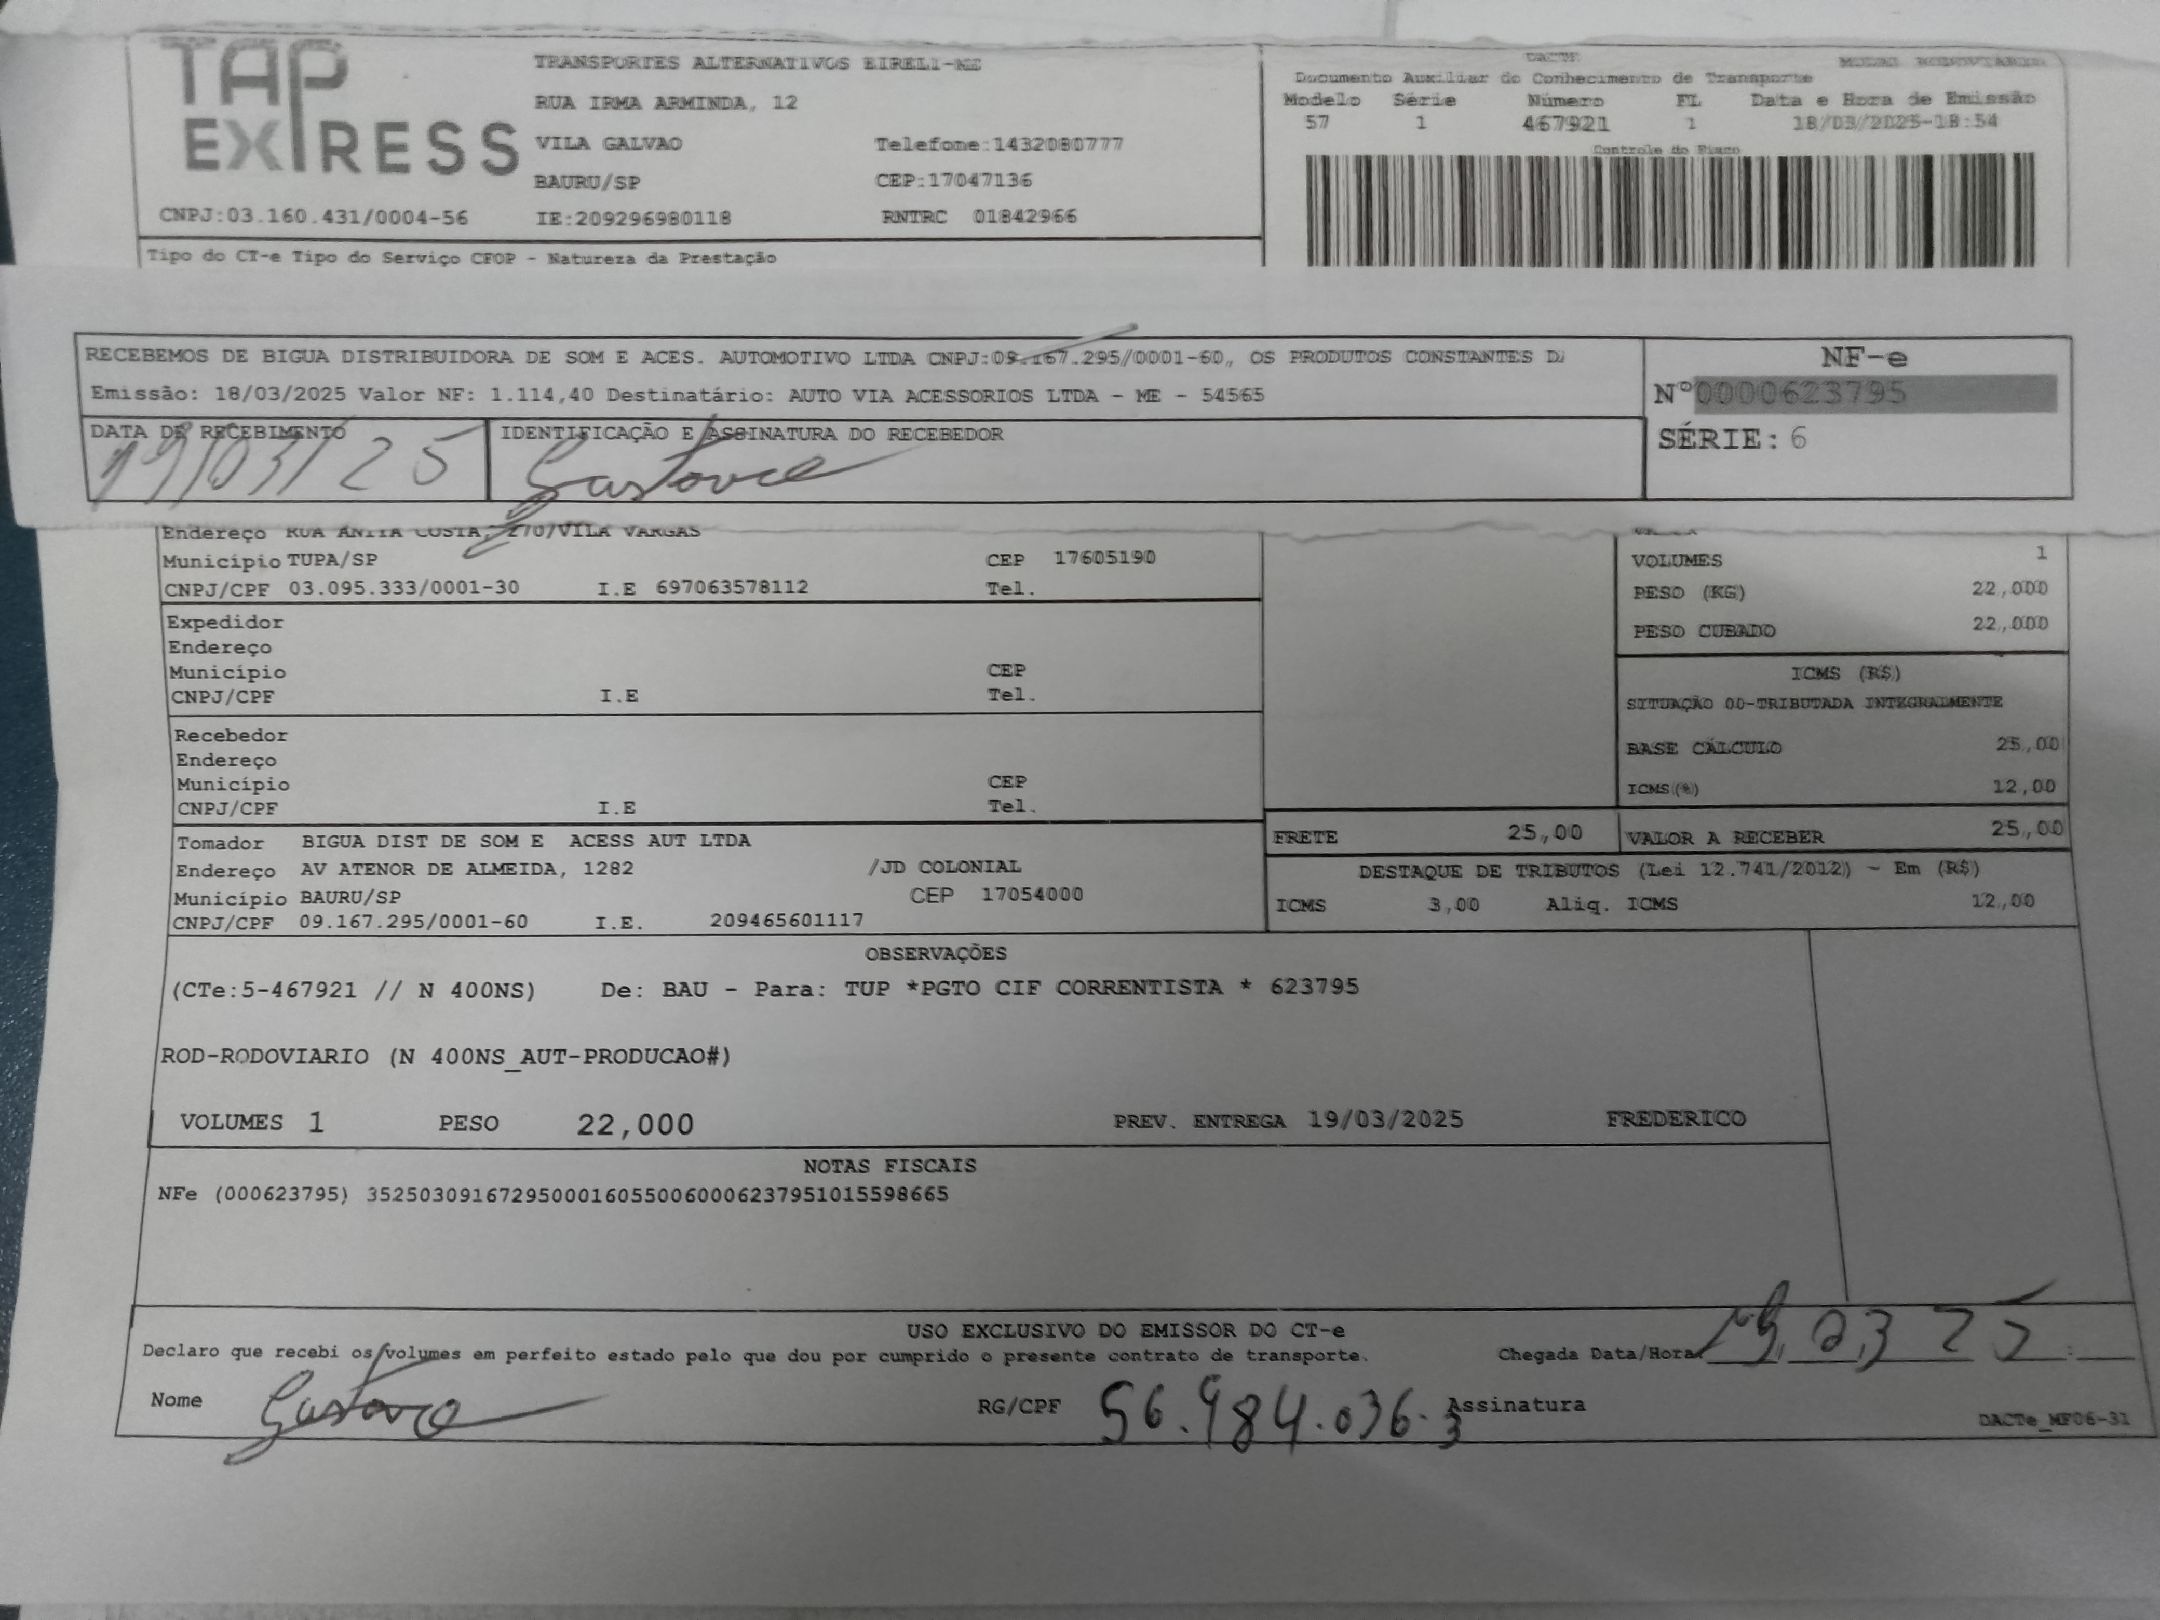 TAP EXPRESS
TRANSPORTES ALTERNATIVOS EIRELI-ME
RUA IRMA ARMINDA, 12
VILA GALVAO Telefone:1432080777
BAURU/SP CEP:17047136
CNPJ:03.160.431/0004-56 IE:209296980118 RNTRC 01842966
Tipo do CT-e Tipo do Serviço CFOP - Natureza da Prestação
DACTE
Documento Auxiliar do Conhecimento de Transporte
Modelo Série Número FL Data e Hora de Emissão
57 1 467921 1 18/03/2025-18:54
Controle do Fisco
RECEBEMOS DE BIGUA DISTRIBUIDORA DE SOM E ACES. AUTOMOTIVO LTDA CNPJ:09.167.295/0001-60, OS PRODUTOS CONSTANTES
Emissão: 18/03/2025 Valor NF: 1.114,40 Destinatário: AUTO VIA ACESSORIOS LTDA - ME - 54565
DATA DE RECEBIMENTO IDENTIFICAÇÃO E ASSINATURA DO RECEBEDOR
19/03/25
NF-e
Nº0000623795
SÉRIE: 6
Endereço RUA ANITA COSTA, 270/VILA VARGAS
Município TUPA/SP CEP 17605190
CNPJ/CPF 03.095.333/0001-30 I.E 697063578112 Tel.
Expedidor
Endereço
Município CEP
CNPJ/CPF I.E Tel.
Recebedor
Endereço
Município CEP
CNPJ/CPF I.E Tel.
Tomador BIGUA DIST DE SOM E ACESS AUT LTDA
Endereço AV ATENOR DE ALMEIDA, 1282 /JD COLONIAL
Município BAURU/SP CEP 17054000
CNPJ/CPF 09.167.295/0001-60 I.E. 209465601117
VOLUMES 1
PESO (KG) 22,000
PESO CUBADO 22,000
ICMS (R$)
SITUAÇÃO 00-TRIBUTADA INTEGRALMENTE
BASE CÁLCULO 25,00
ICMS(%) 12,00
FRETE 25,00 VALOR A RECEBER 25,00
DESTAQUE DE TRIBUTOS (Lei 12.741/2012) - Em (R$)
ICMS 3,00 Aliq. ICMS 12,00
OBSERVAÇÕES
(CTe:5-467921 // N 400NS) De: BAU - Para: TUP *PGTO CIF CORRENTISTA * 623795
ROD-RODOVIARIO (N 400NS_AUT-PRODUCAO#)
VOLUMES 1 PESO 22,000 PREV. ENTREGA 19/03/2025 FREDERICO
NOTAS FISCAIS
NFe (000623795) 35250309167295000160550060006237951015598665
USO EXCLUSIVO DO EMISSOR DO CT-e
Declaro que recebi os volumes em perfeito estado pelo que dou por cumprido o presente contrato de transporte. Chegada Data/Hora
Nome RG/CPF 56.984.036-3 Assinatura
DACTe_MF06-31